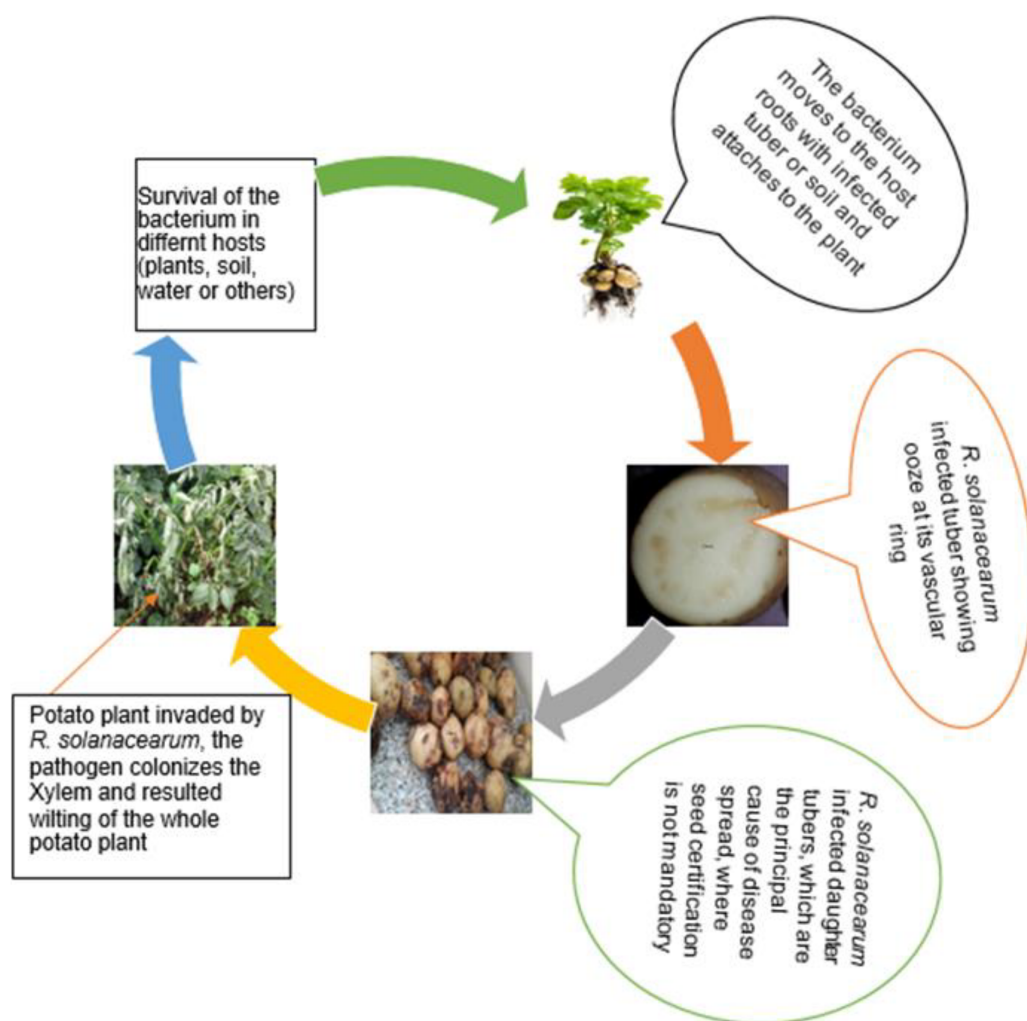 The bacterium
moves to the host
roots with infected
tuber or soil and
attaches to the plant
Survival of the
bacterium in
differnt hosts
(plants, soil,
water or others)
R. solanacearum
infected tuber showing
ooze at its vascular
ring
R. solanacearum
infected daughter
tubers, which are
the principal
cause of disease
spread, where
seed certification
is not mandatory
Potato plant invaded by
R. solanacearum, the
pathogen colonizes the
Xylem and resulted
wilting of the whole
potato plant